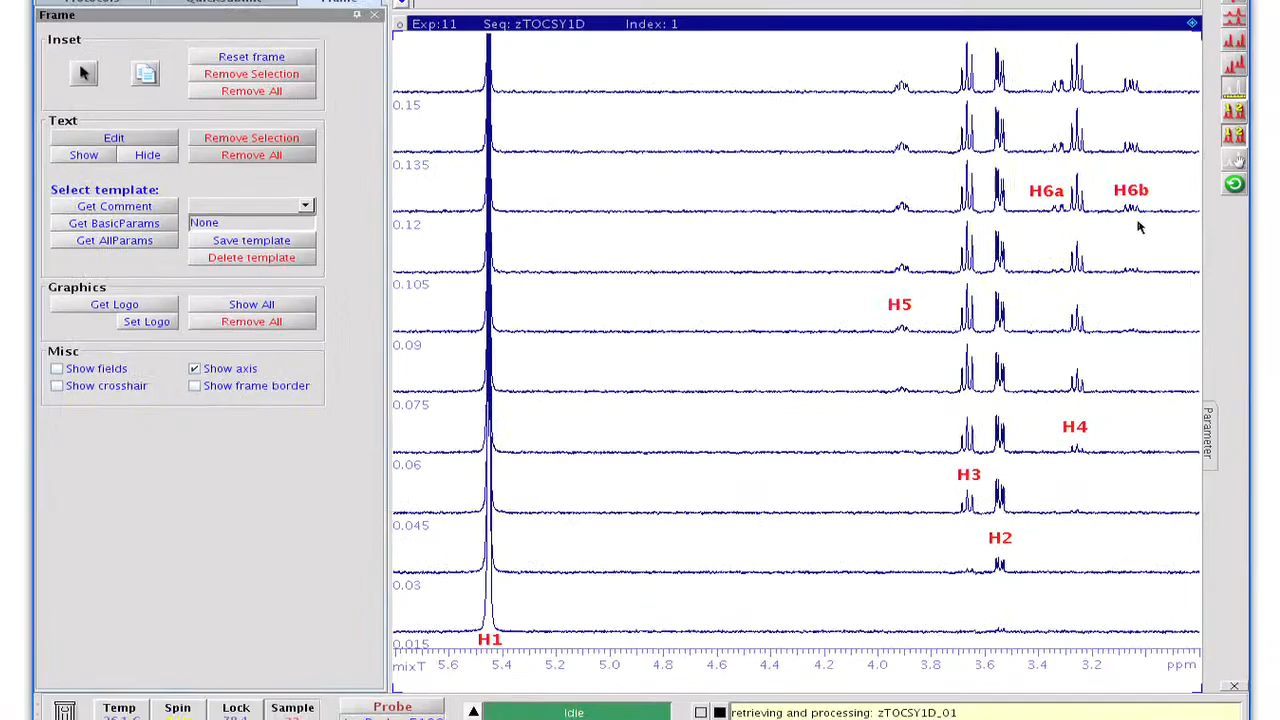 Protocols QuickSubmit Frame
Frame
Inset
Reset frame
Remove Selection
Remove All
Text
Edit
Remove Selection
Show
Hide
Remove All
Select template:
Get Comment
Get BasicParams
None
Get AllParams
Save template
Delete template
Graphics
Get Logo
Show All
Set Logo
Remove All
Misc
Show fields
Show axis
Show crosshair
Show frame border
Exp:11 Seq: zTOCSY1D Index: 1
0.15
0.135
H6a H6b
0.12
0.105
H5
0.09
0.075
H4
0.06
H3
0.045
H2
0.03
H1
0.015
mixT 5.6 5.4 5.2 5.0 4.8 4.6 4.4 4.2 4.0 3.8 3.6 3.4 3.2 ppm
Parameter
Temp Spin Lock Sample Probe
Idle
retrieving and processing: zTOCSY1D_01